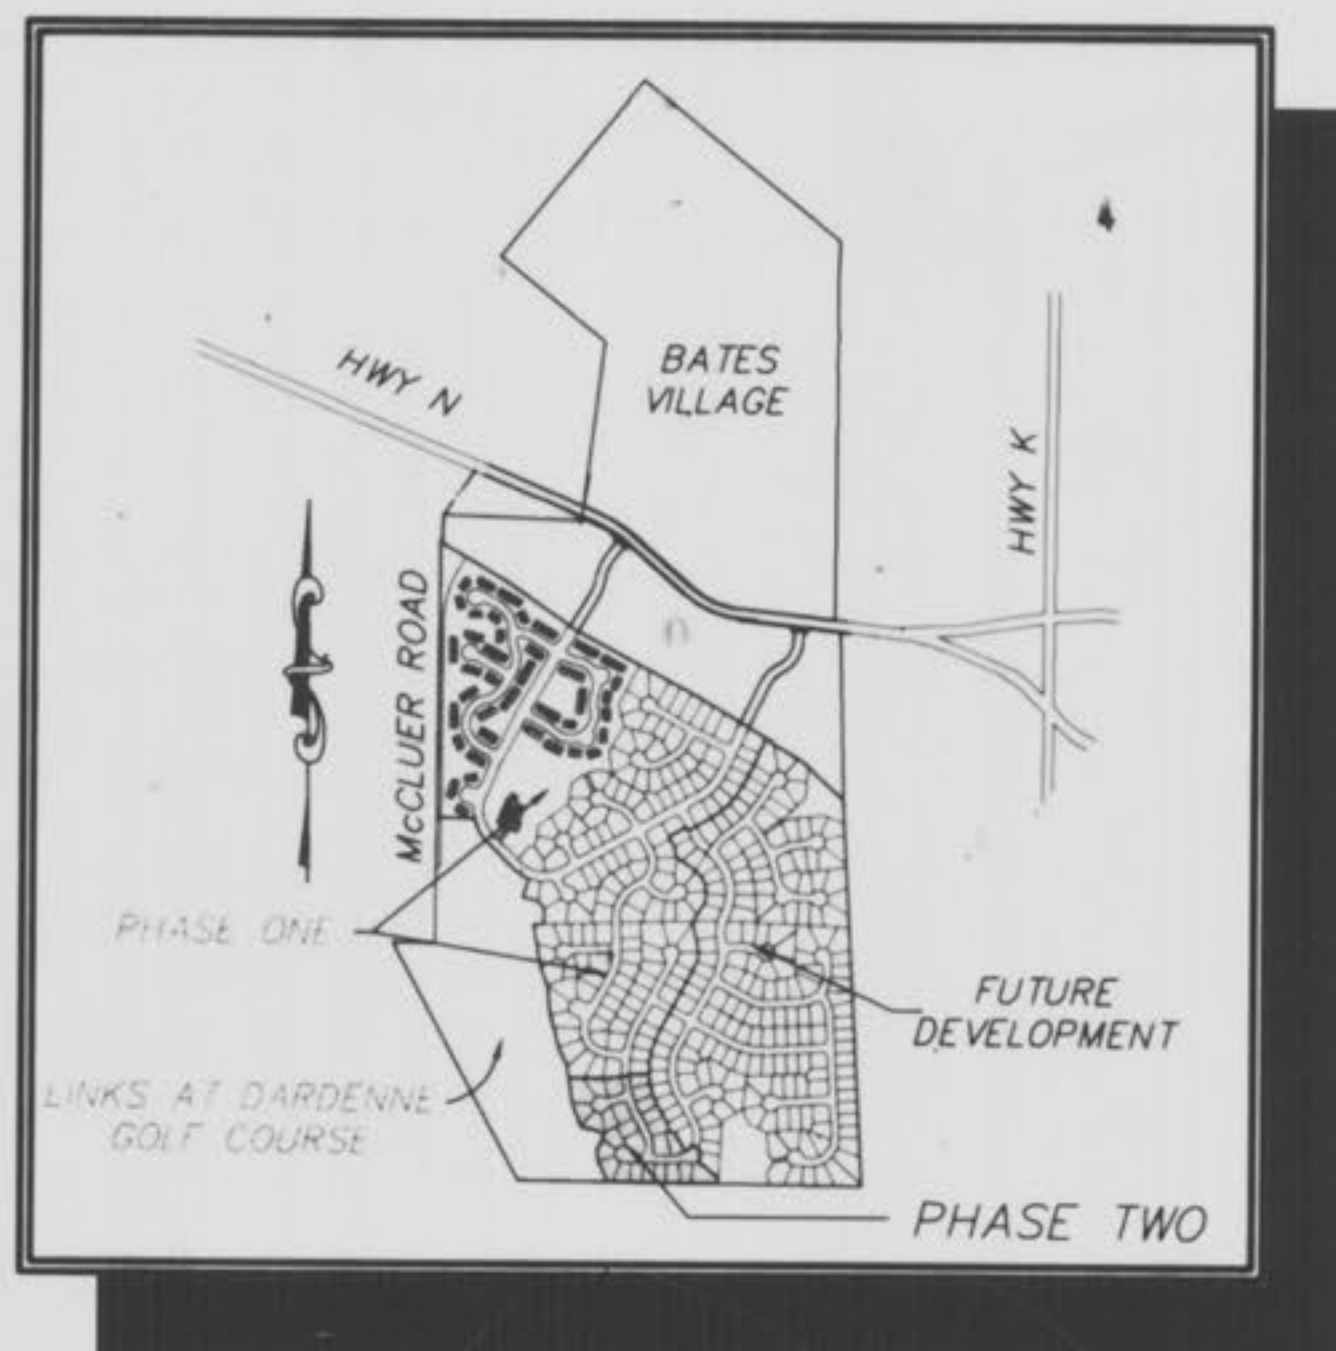 BATES
VILLAGE
HWY N
HWY K
McCLUER ROAD
PHASE ONE
FUTURE
DEVELOPMENT
LINKS AT DARDENNE
GOLF COURSE
PHASE TWO